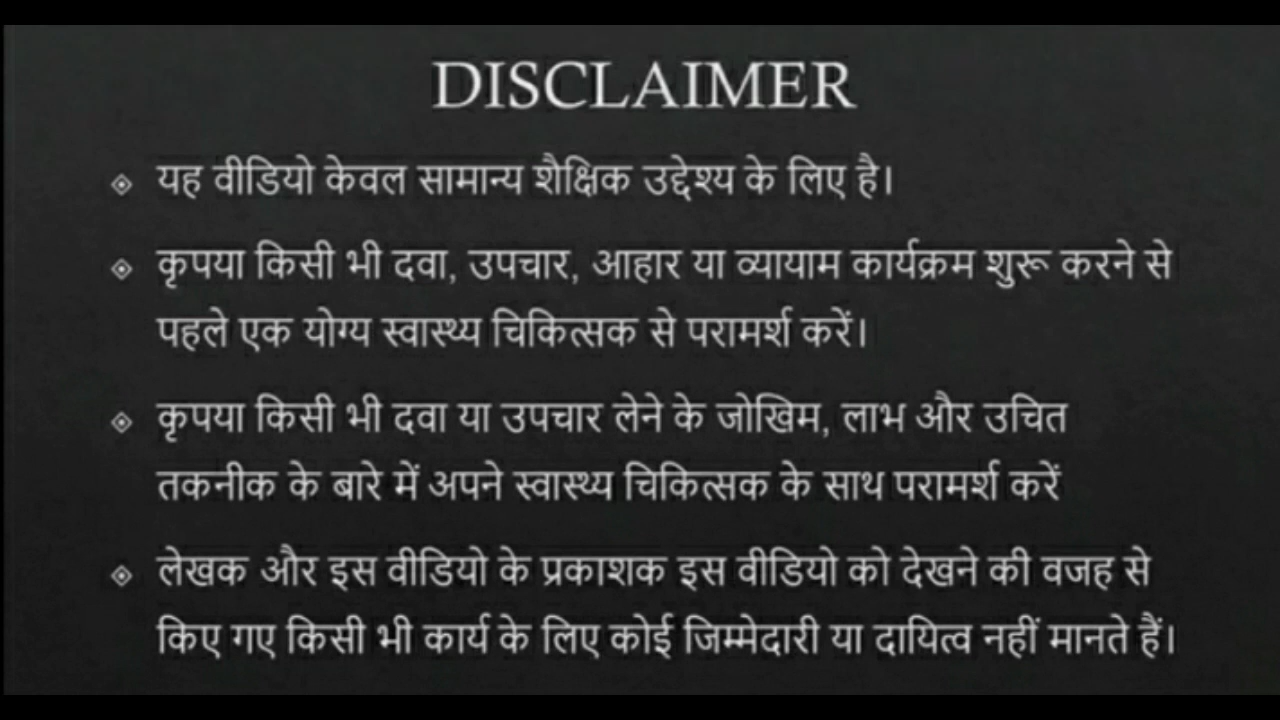 DISCLAIMER
यह वीडियो केवल सामान्य शैक्षिक उद्देश्य के लिए है।
कृपया किसी भी दवा, उपचार, आहार या व्यायाम कार्यक्रम शुरू करने से
पहले एक योग्य स्वास्थ्य चिकित्सक से परामर्श करें।
कृपया किसी भी दवा या उपचार लेने के जोखिम, लाभ और उचित
तकनीक के बारे में अपने स्वास्थ्य चिकित्सक के साथ परामर्श करें
लेखक और इस वीडियो के प्रकाशक इस वीडियो को देखने की वजह से
किए गए किसी भी कार्य के लिए कोई जिम्मेदारी या दायित्व नहीं मानते हैं।